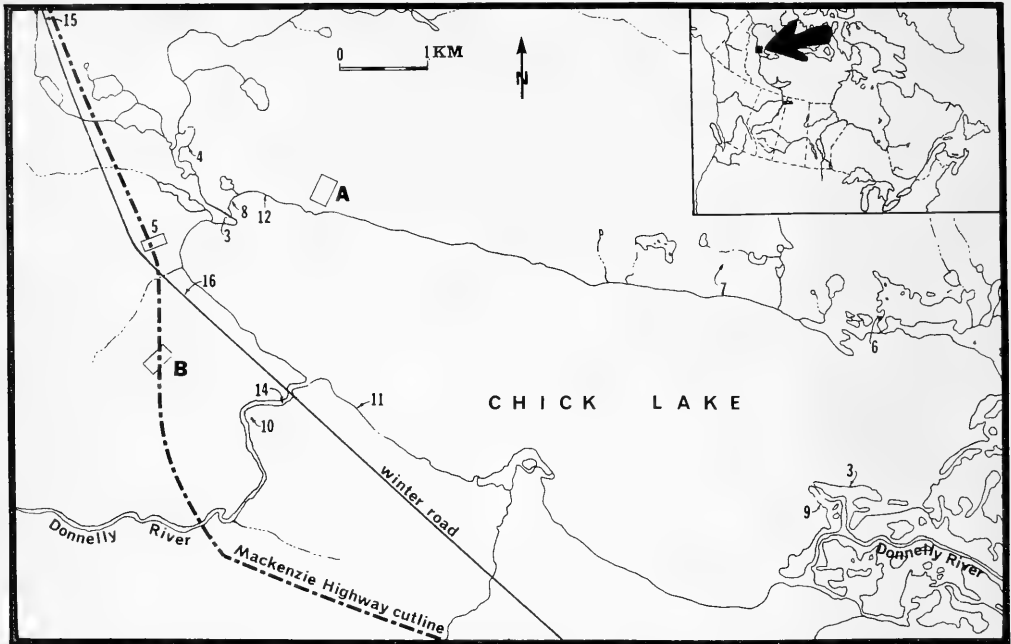 15
0 1KM
N
4
A
8
12
3
5
16
7
6
B
14
11
10
CHICK LAKE
winter road
3
9
Donnelly River
Donnelly River
Mackenzie Highway cutline